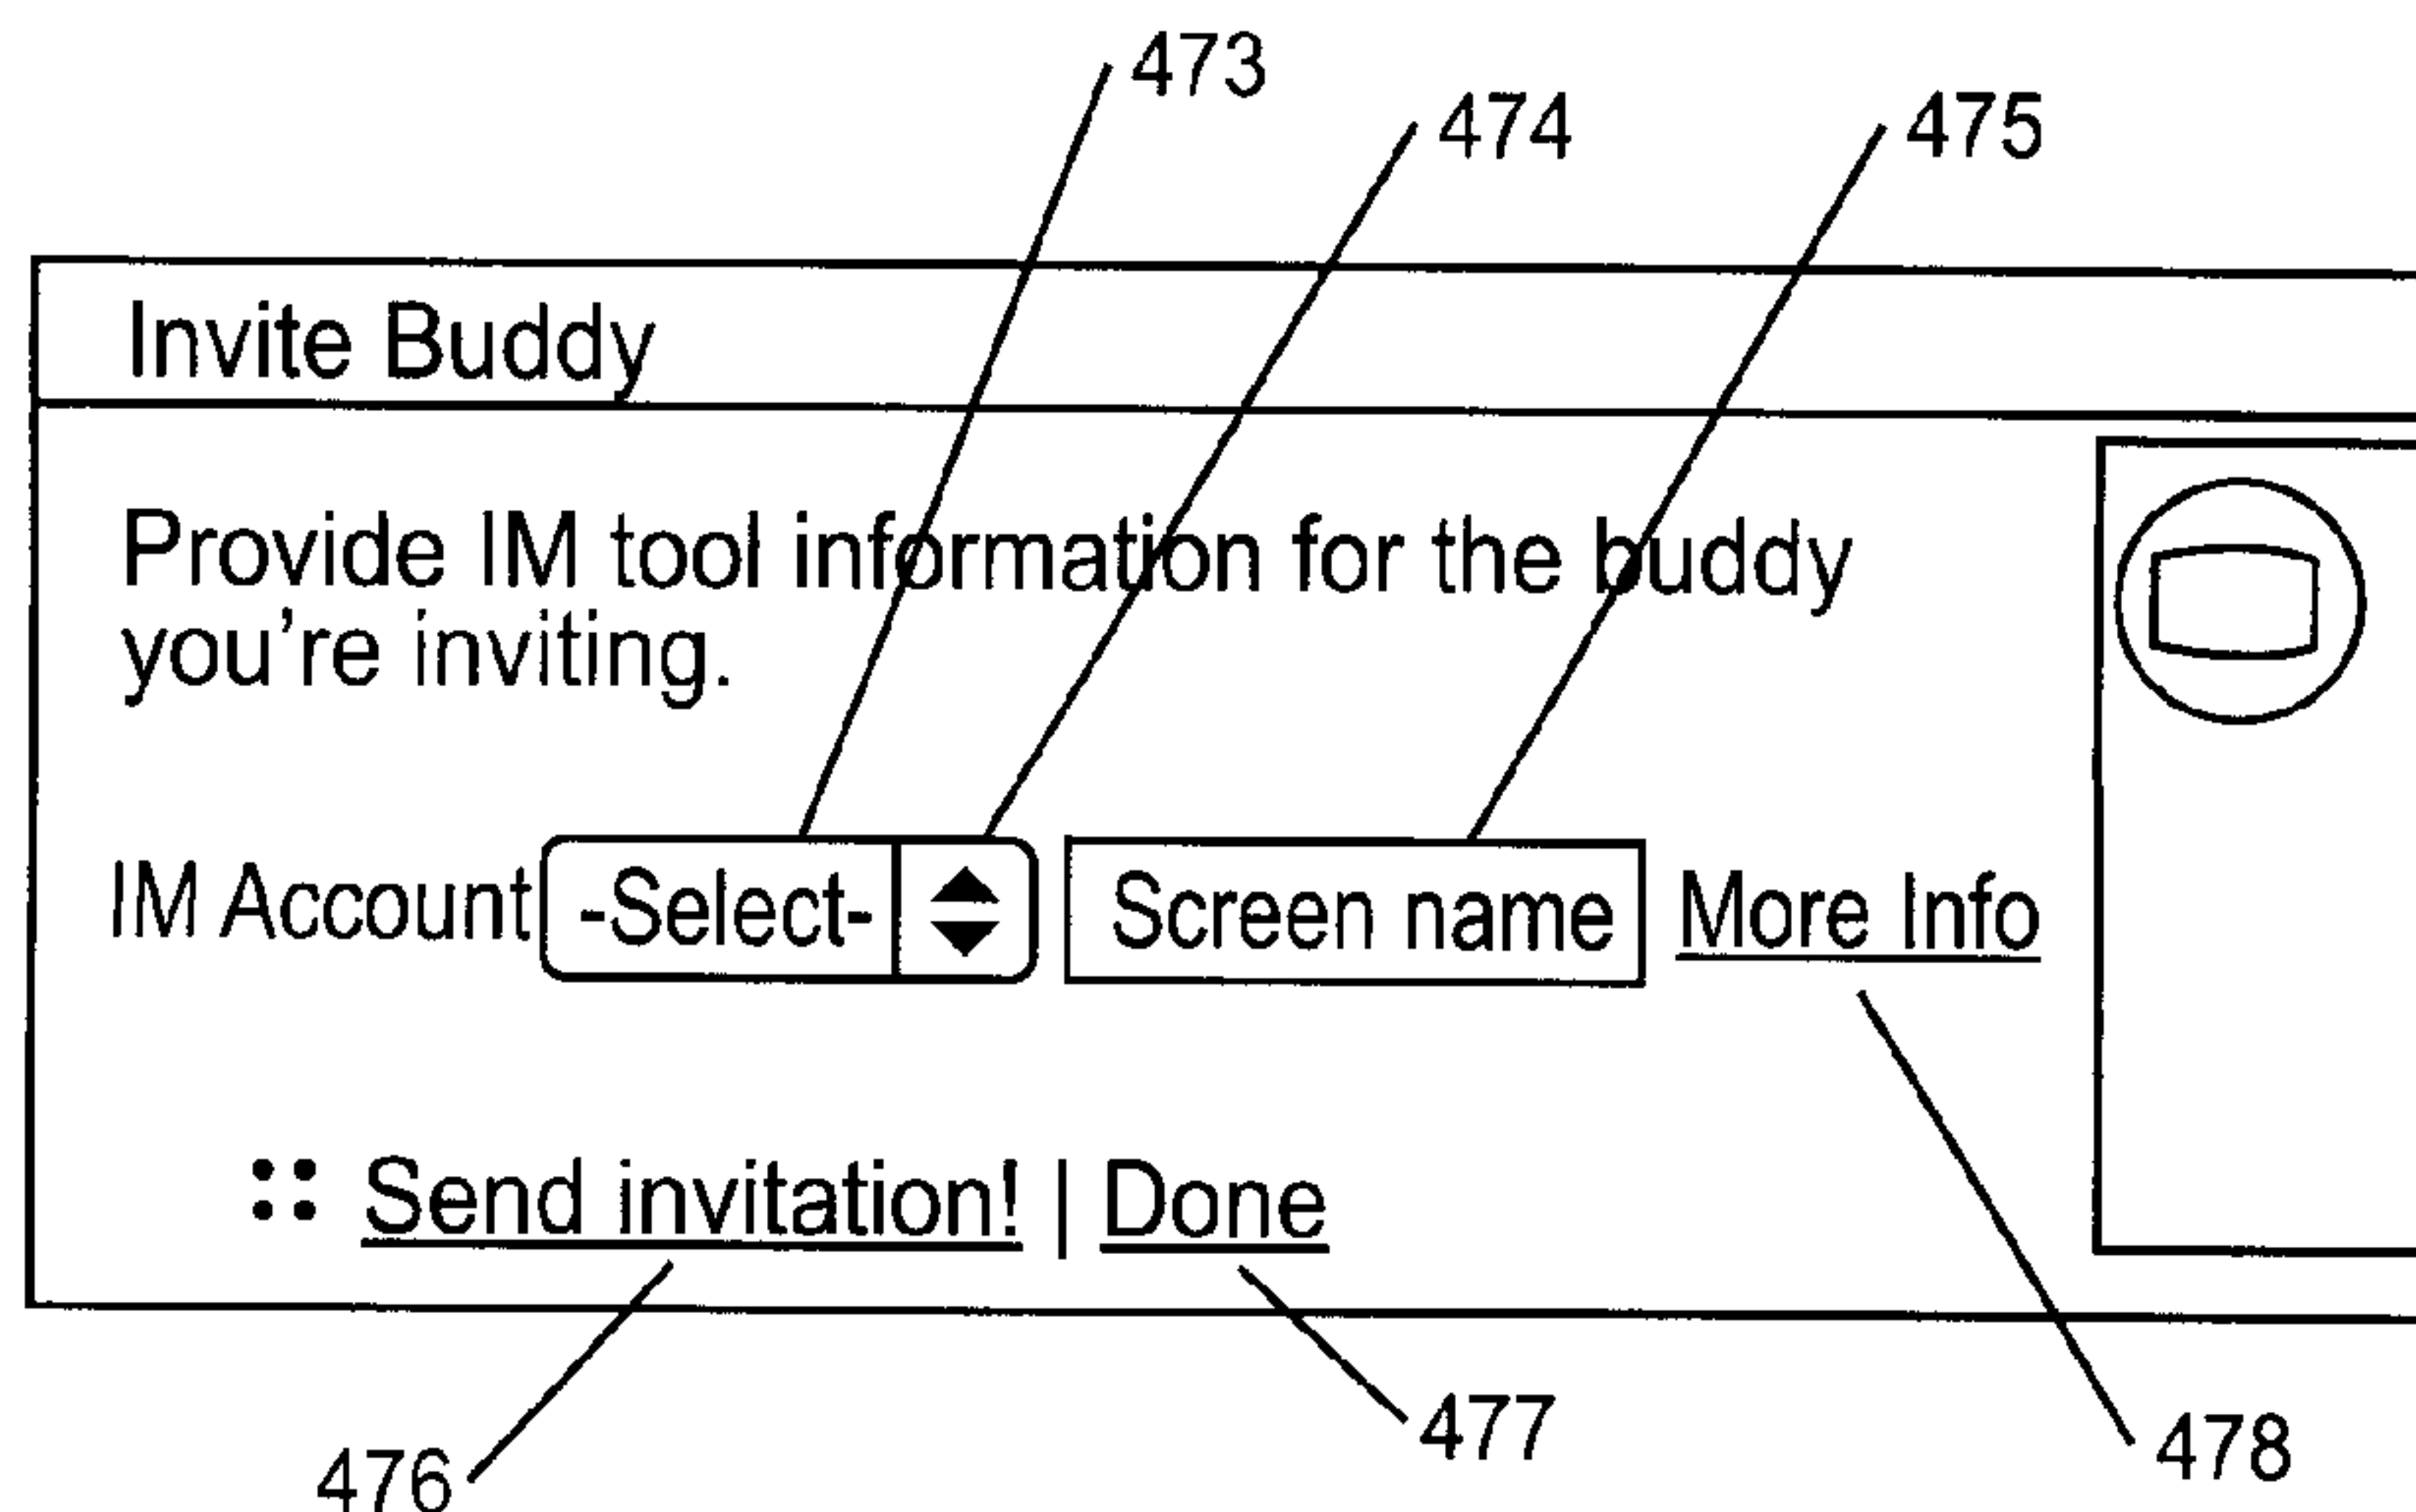 473
474
475
Invite Buddy
Provide IM tool information for the buddy
you're inviting.
IM Account -Select- Screen name More Info
Send invitation! | Done
476
477
478